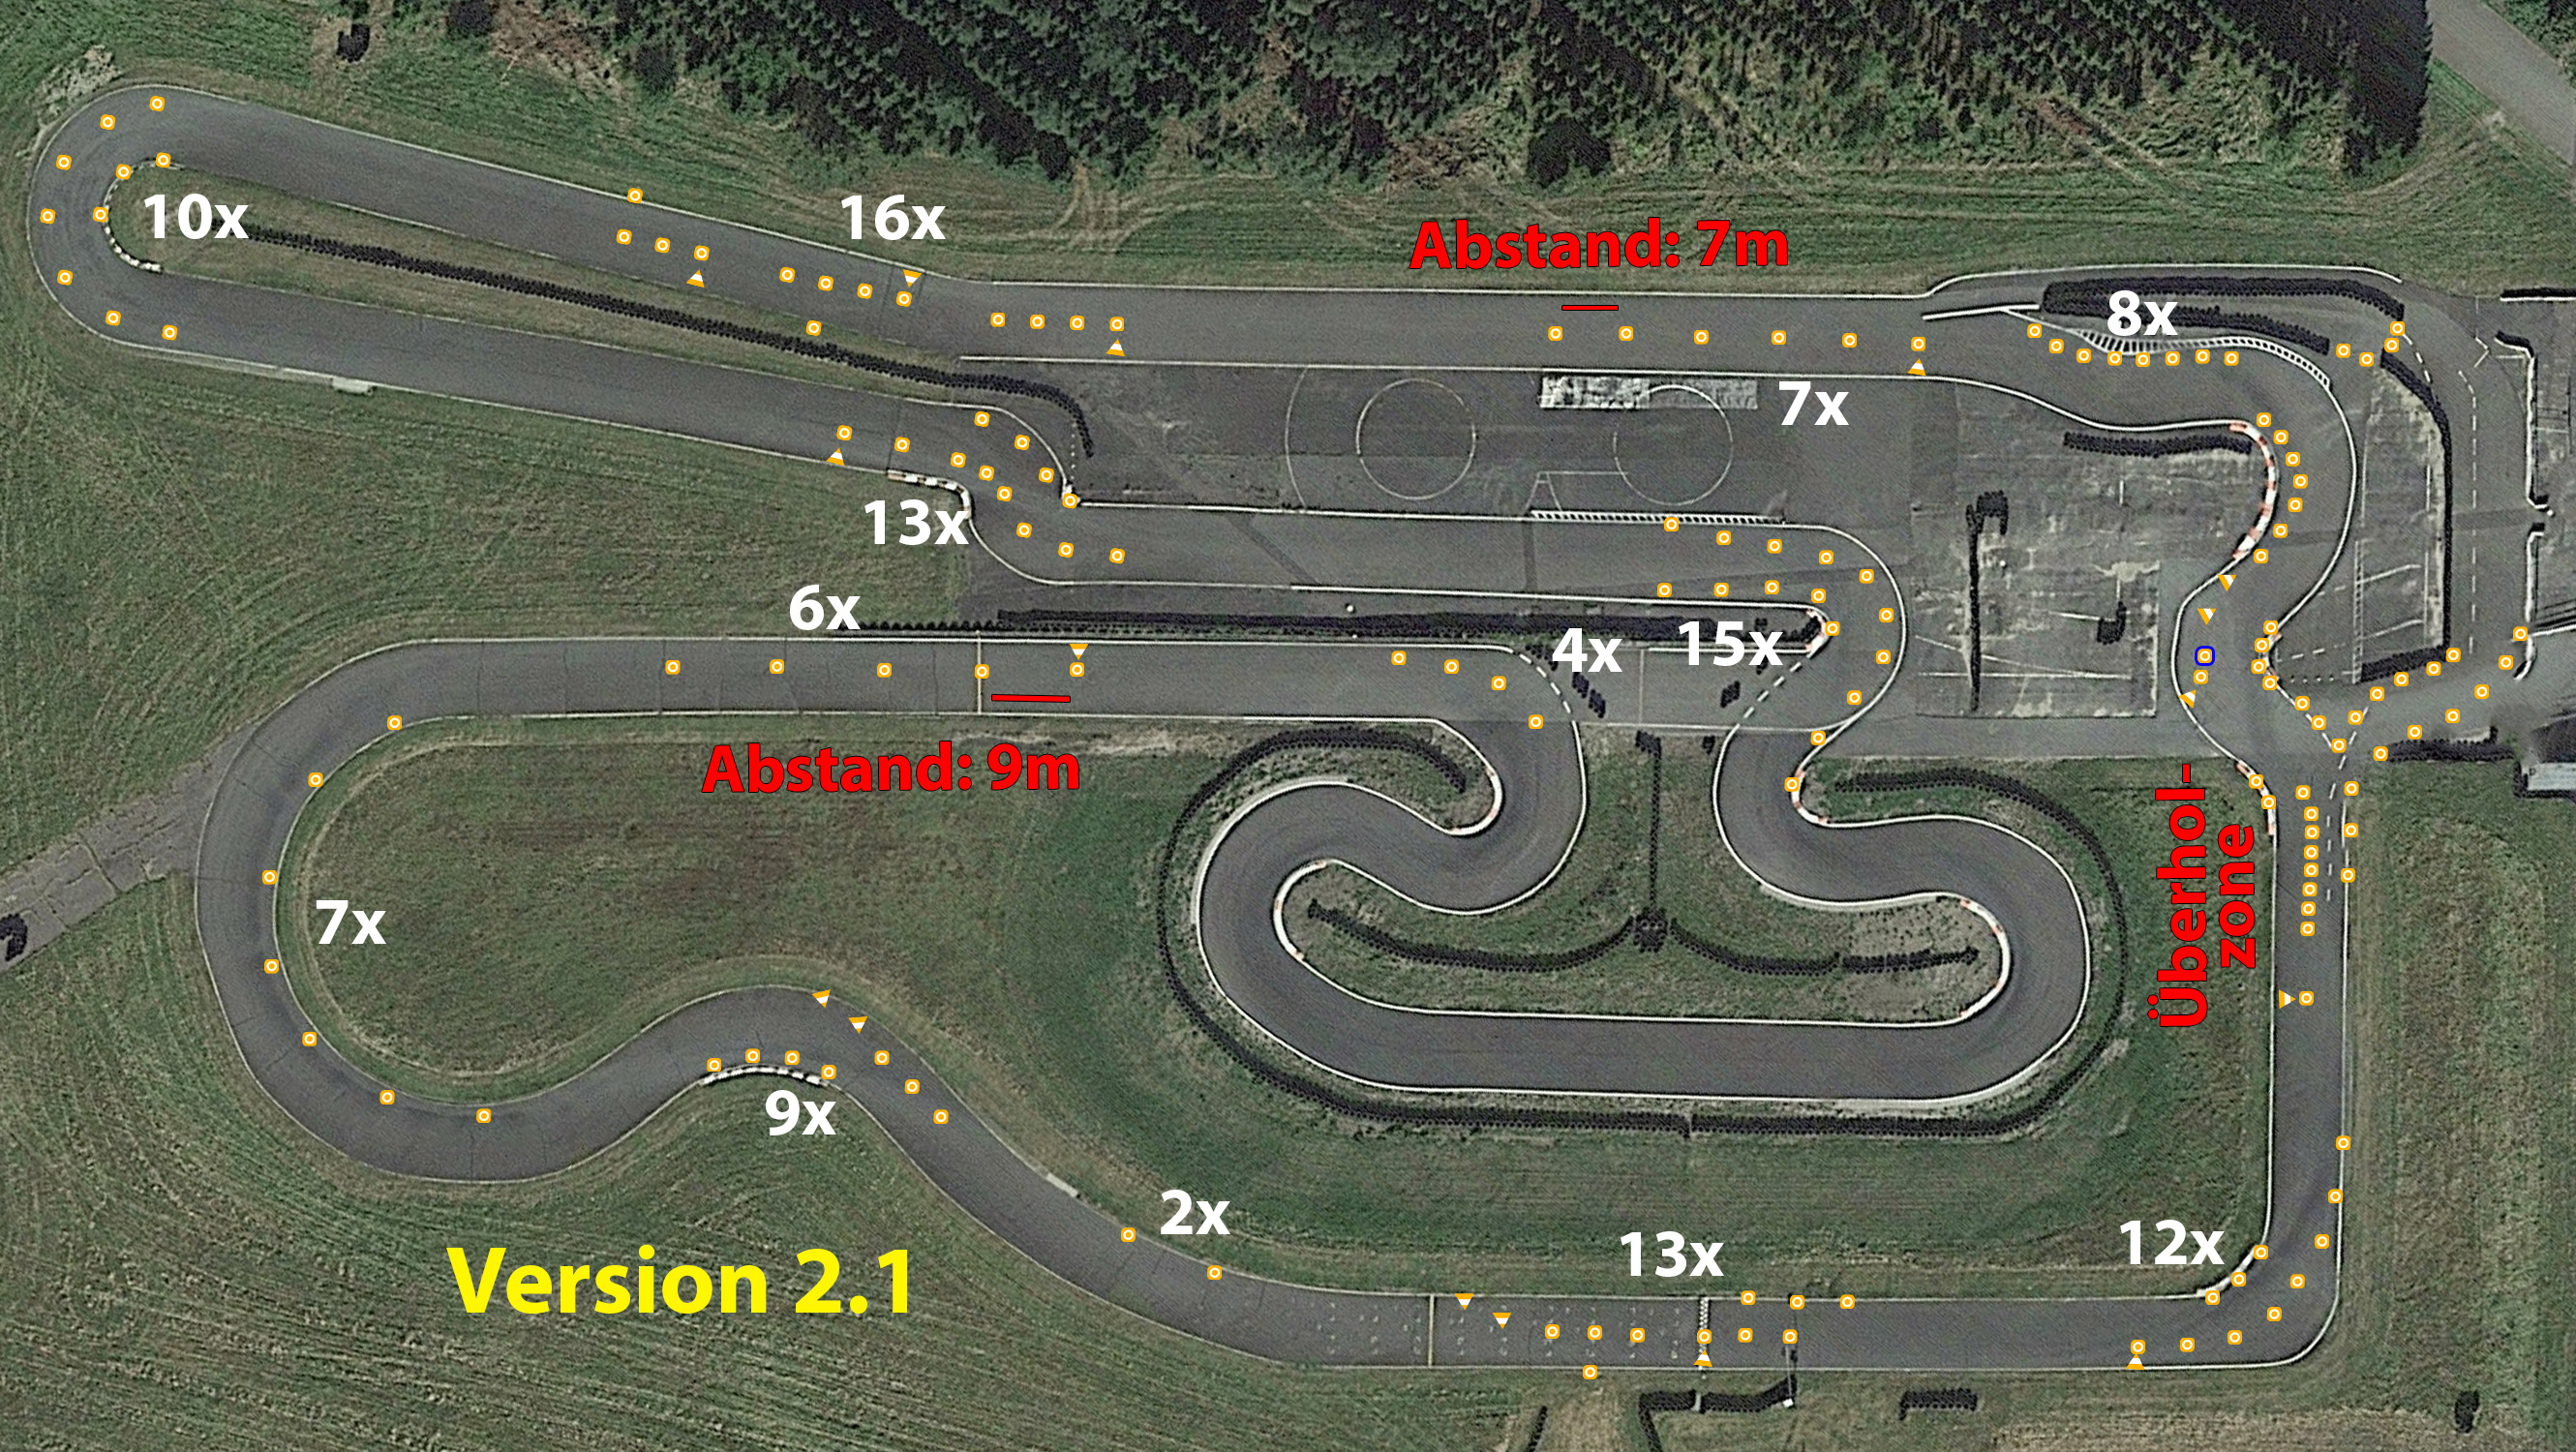 10x
16x
Abstand: 7m
8x
7x
13x
6x
4x
15x
Abstand: 9m
Überhol-
zone
7x
9x
2x
Version 2.1
13x
12x